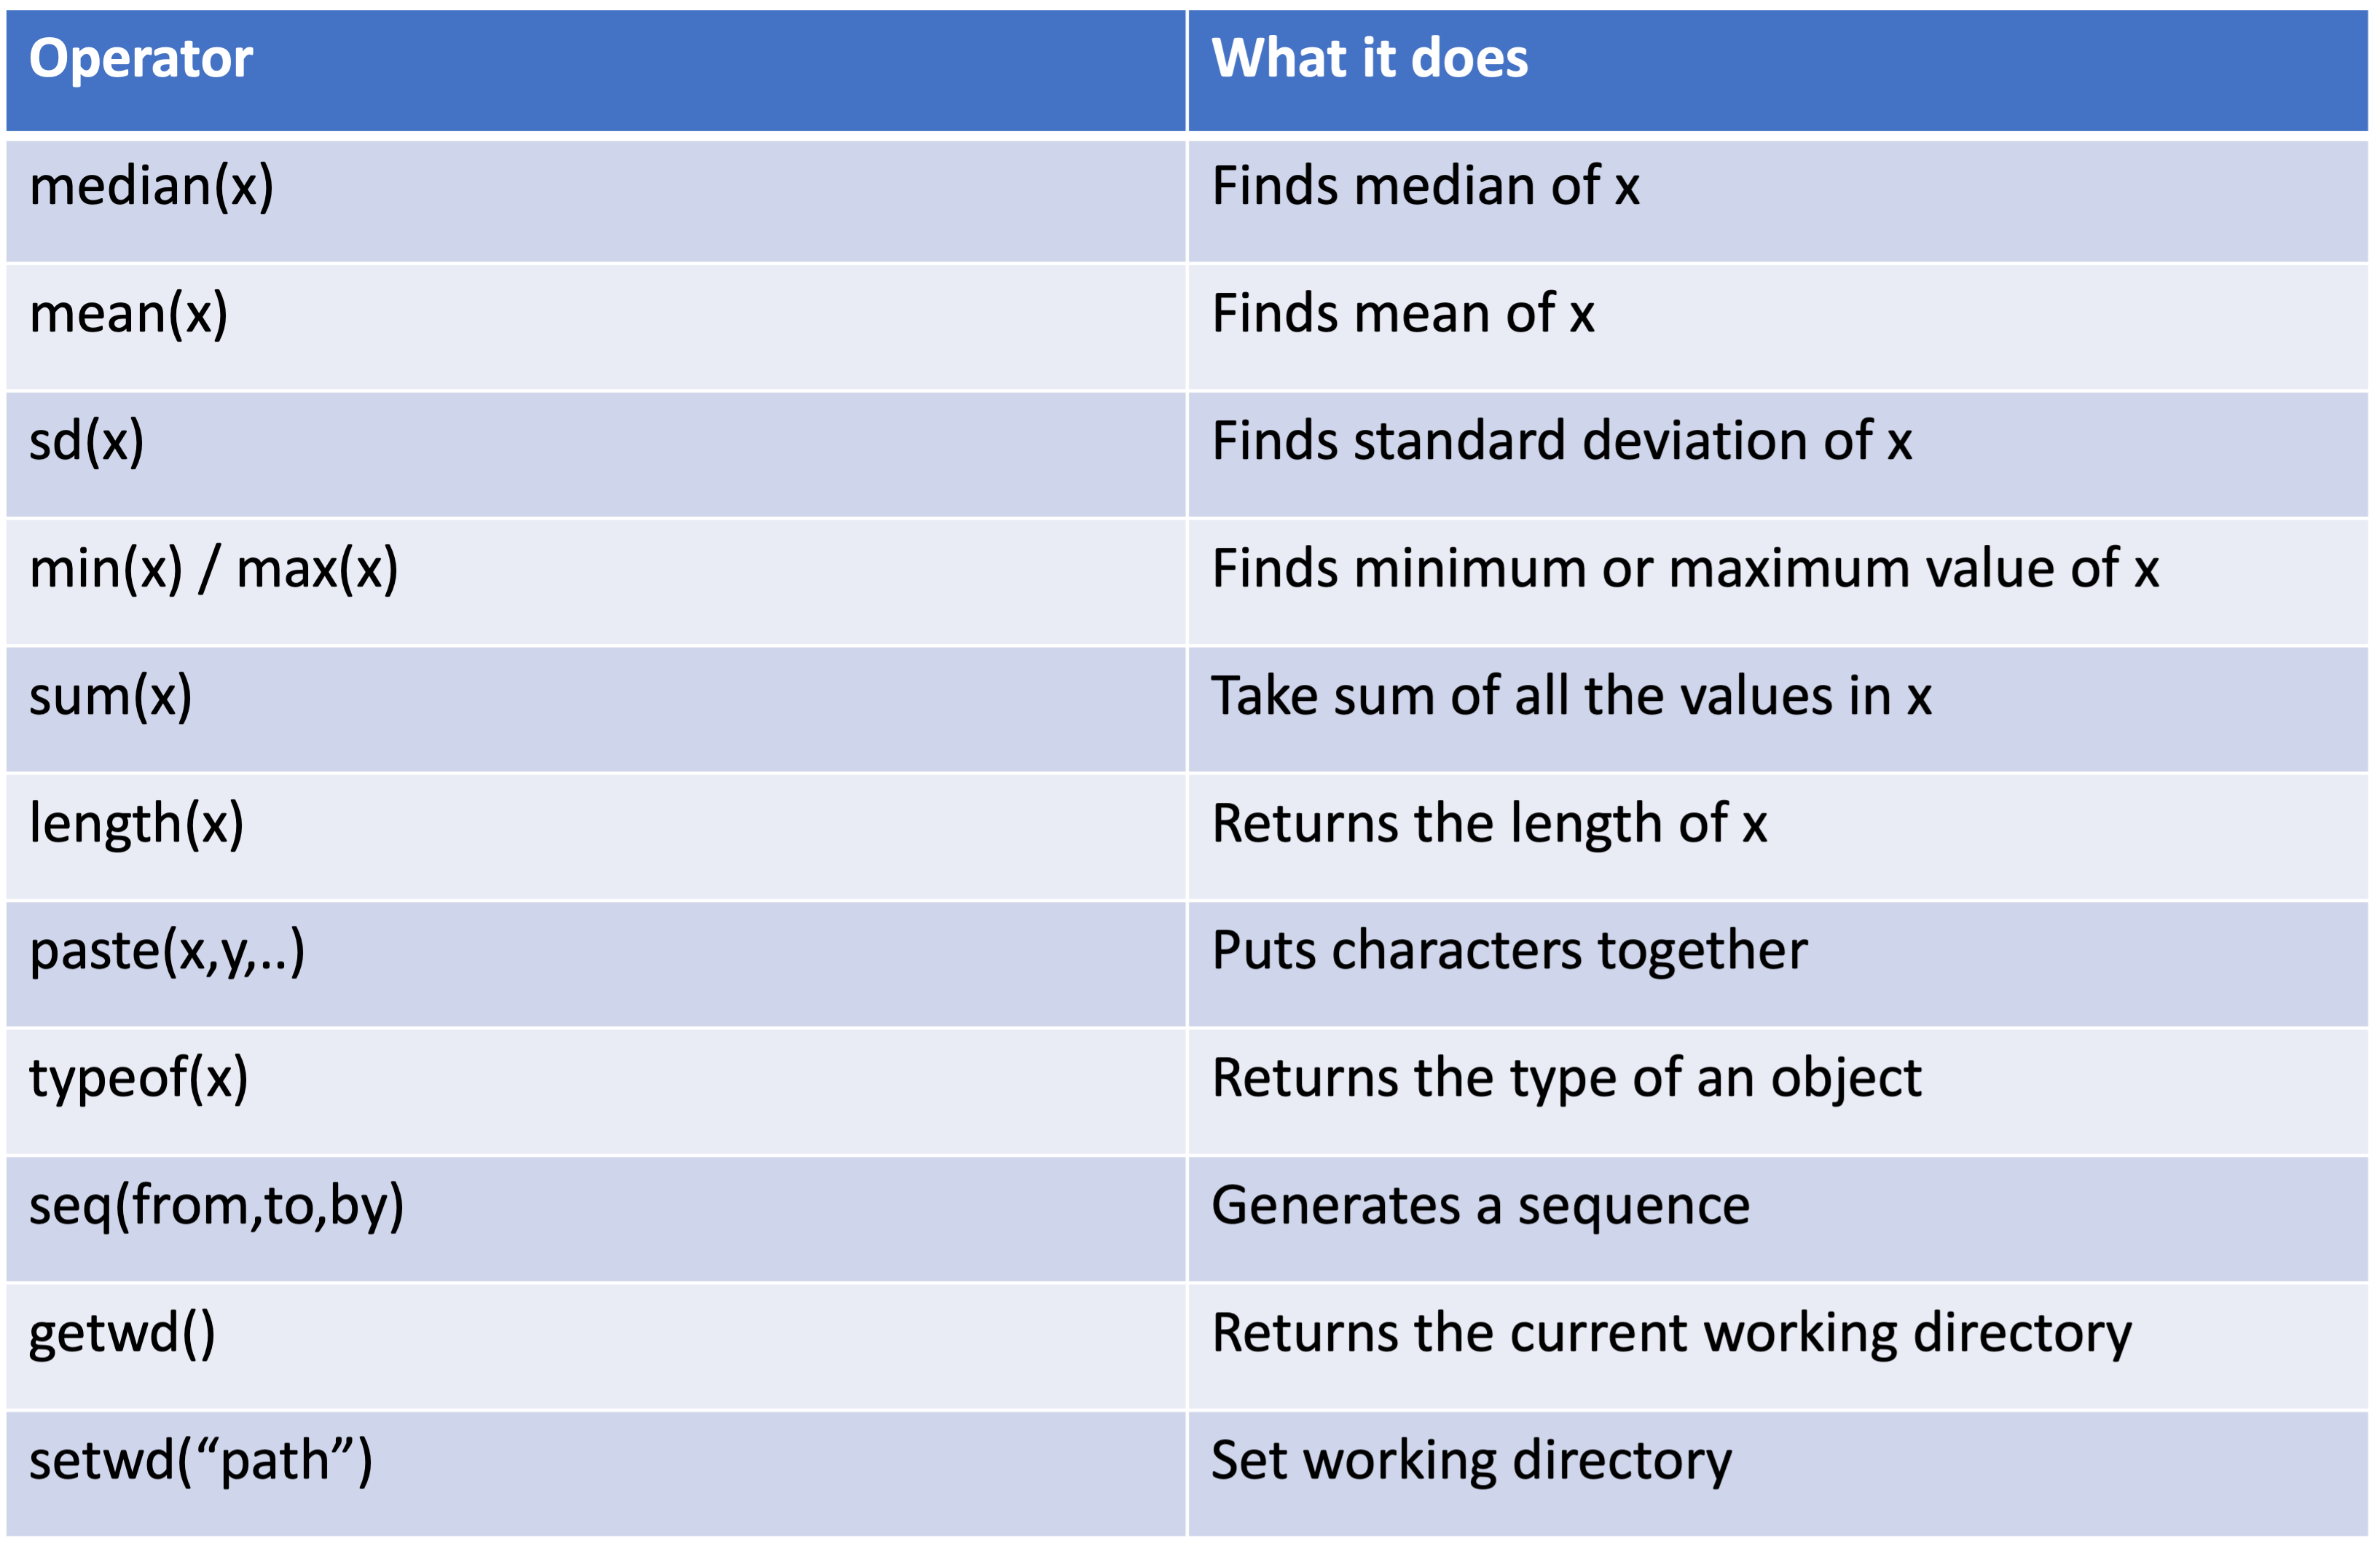 Operator
What it does
median(x)
Finds median of x
mean(x)
Finds mean of x
sd(x)
Finds standard deviation of x
min(x) / max(x)
Finds minimum or maximum value of x
sum(x)
Take sum of all the values in x
length(x)
Returns the length of x
paste(x,y,..)
Puts characters together
typeof(x)
Returns the type of an object
seq(from,to,by)
Generates a sequence
getwd()
Returns the current working directory
setwd(“path”)
Set working directory